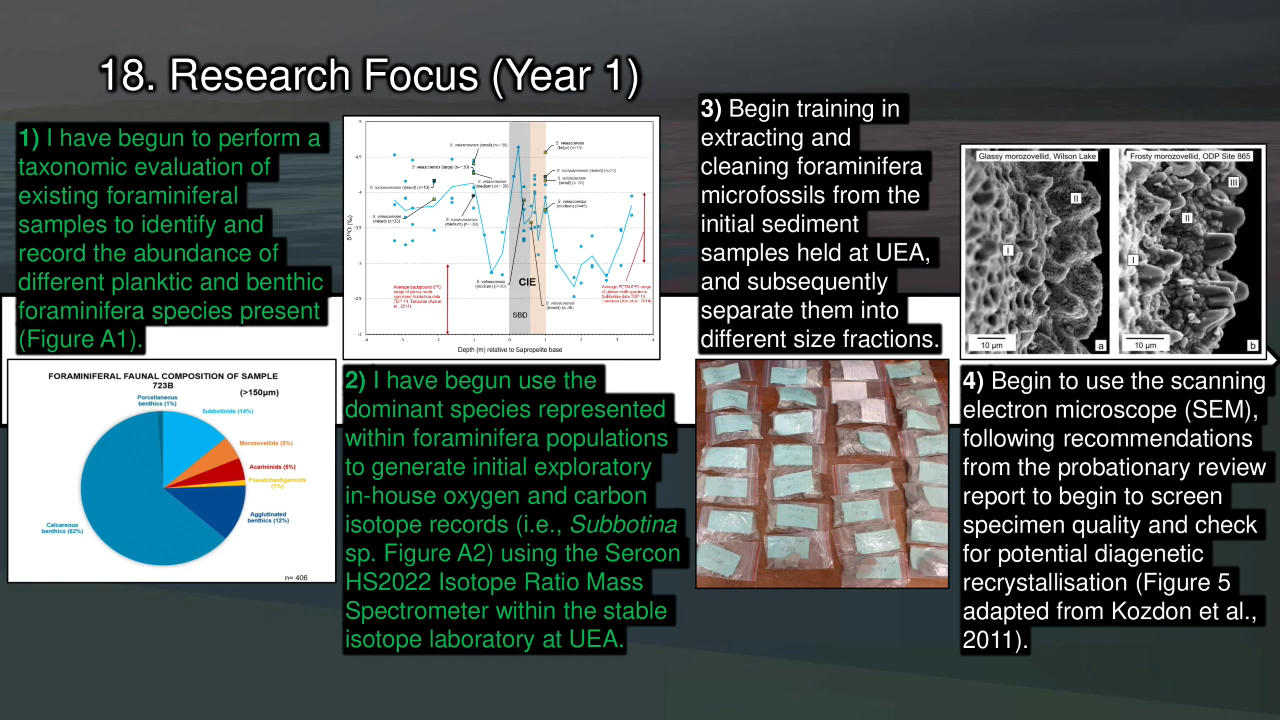 18. Research Focus (Year 1)
1) I have begun to perform a
taxonomic evaluation of
existing foraminiferal
samples to identify and
record the abundance of
different planktic and benthic
foraminifera species present
(Figure A1).
CIE
SBD
Depth (m) relative to Sapropelite base
3) Begin training in
extracting and
cleaning foraminifera
microfossils from the
initial sediment
samples held at UEA,
and subsequently
separate them into
different size fractions.
Glassy morozovellid, Wilson Lake
I
II
10 µm
a
Frosty morozovellid, ODP Site 865
I
II
III
10 µm
b
FORAMINIFERAL FAUNAL COMPOSITION OF SAMPLE
723B
(>150µm)
Porcellaneous
benthics (1%)
Subbotinids (14%)
Morozovellids (5%)
Acarininids (5%)
Agglutinated
benthics (12%)
Calcareous
benthics (62%)
n= 406
2) I have begun use the
dominant species represented
within foraminifera populations
to generate initial exploratory
in-house oxygen and carbon
isotope records (i.e., Subbotina
sp. Figure A2) using the Sercon
HS2022 Isotope Ratio Mass
Spectrometer within the stable
isotope laboratory at UEA.
4) Begin to use the scanning
electron microscope (SEM),
following recommendations
from the probationary review
report to begin to screen
specimen quality and check
for potential diagenetic
recrystallisation (Figure 5
adapted from Kozdon et al.,
2011).